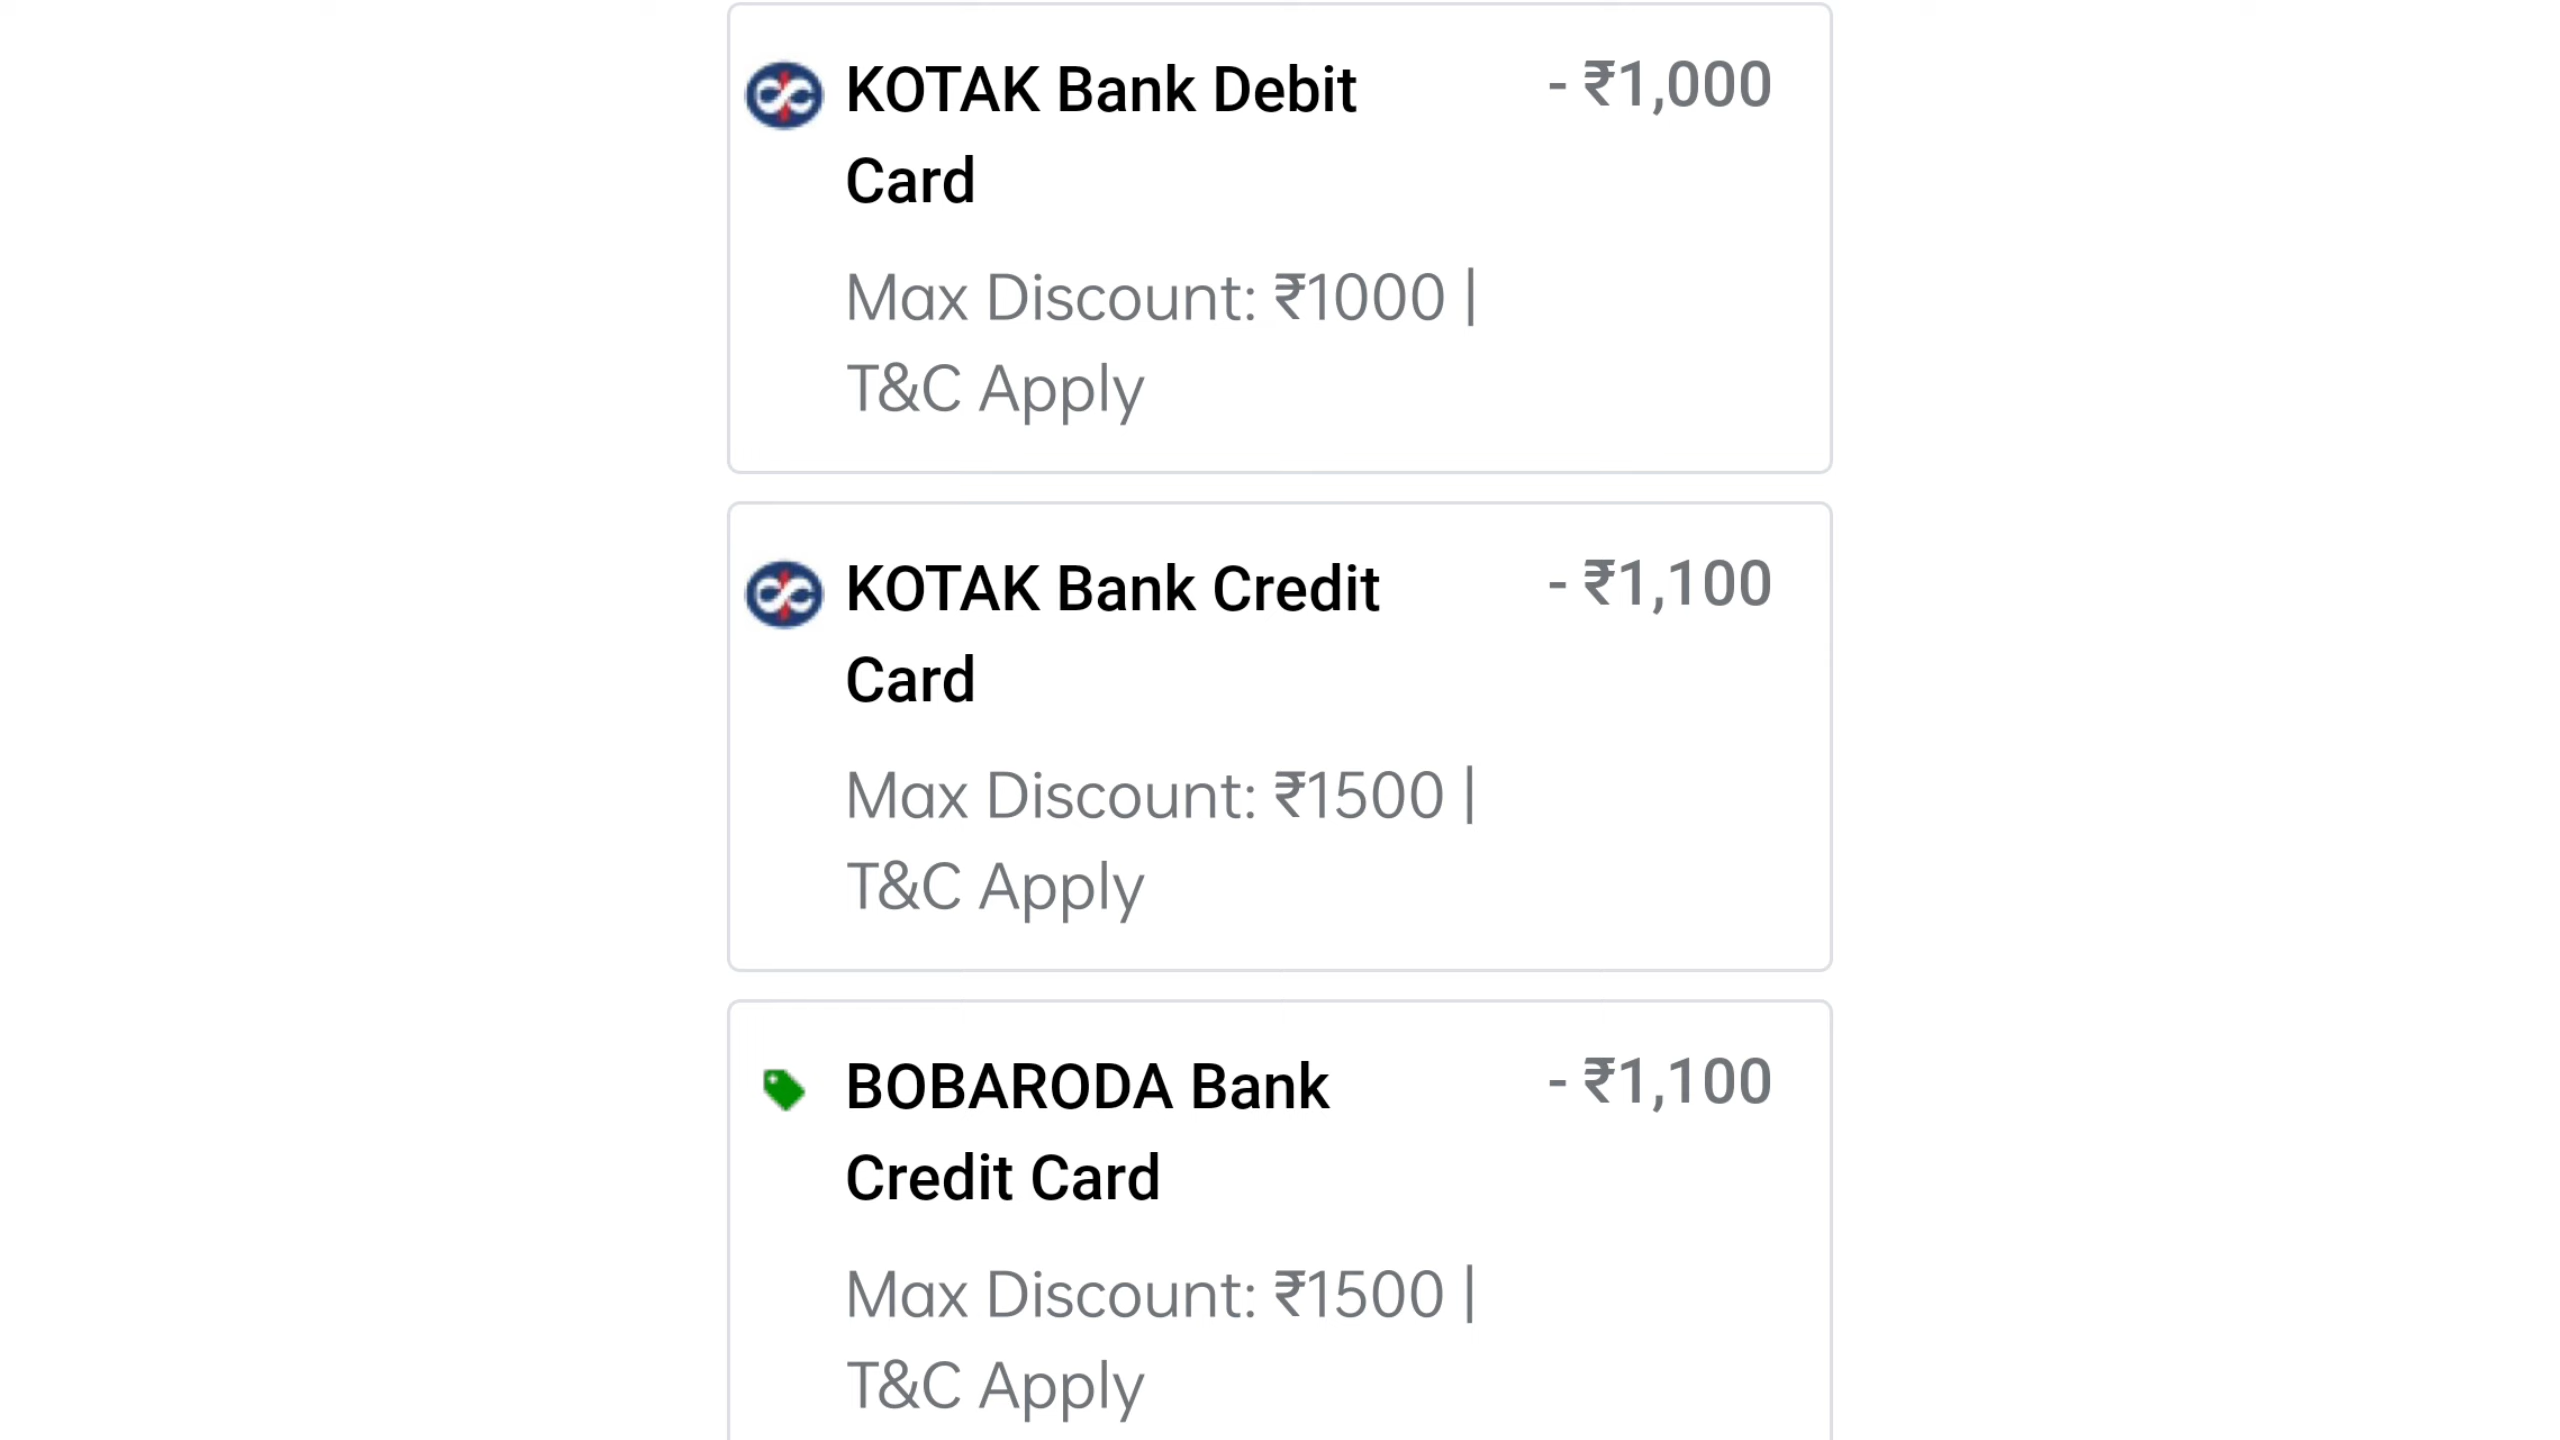 KOTAK Bank Debit - ₹1,000
Card
Max Discount: ₹1000 |
T&C Apply
KOTAK Bank Credit - ₹1,100
Card
Max Discount: ₹1500 |
T&C Apply
BOBARODA Bank - ₹1,100
Credit Card
Max Discount: ₹1500 |
T&C Apply